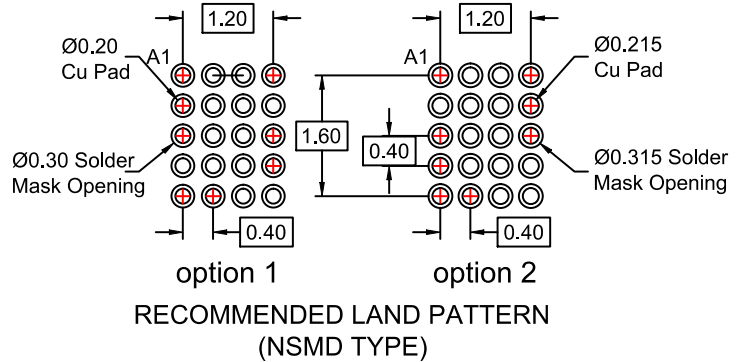 1.20
1.20
Ø0.20
Cu Pad
A1
A1
Ø0.215
Cu Pad
1.60
0.40
Ø0.30 Solder
Mask Opening
Ø0.315 Solder
Mask Opening
0.40
0.40
option 1
option 2
RECOMMENDED LAND PATTERN
(NSMD TYPE)